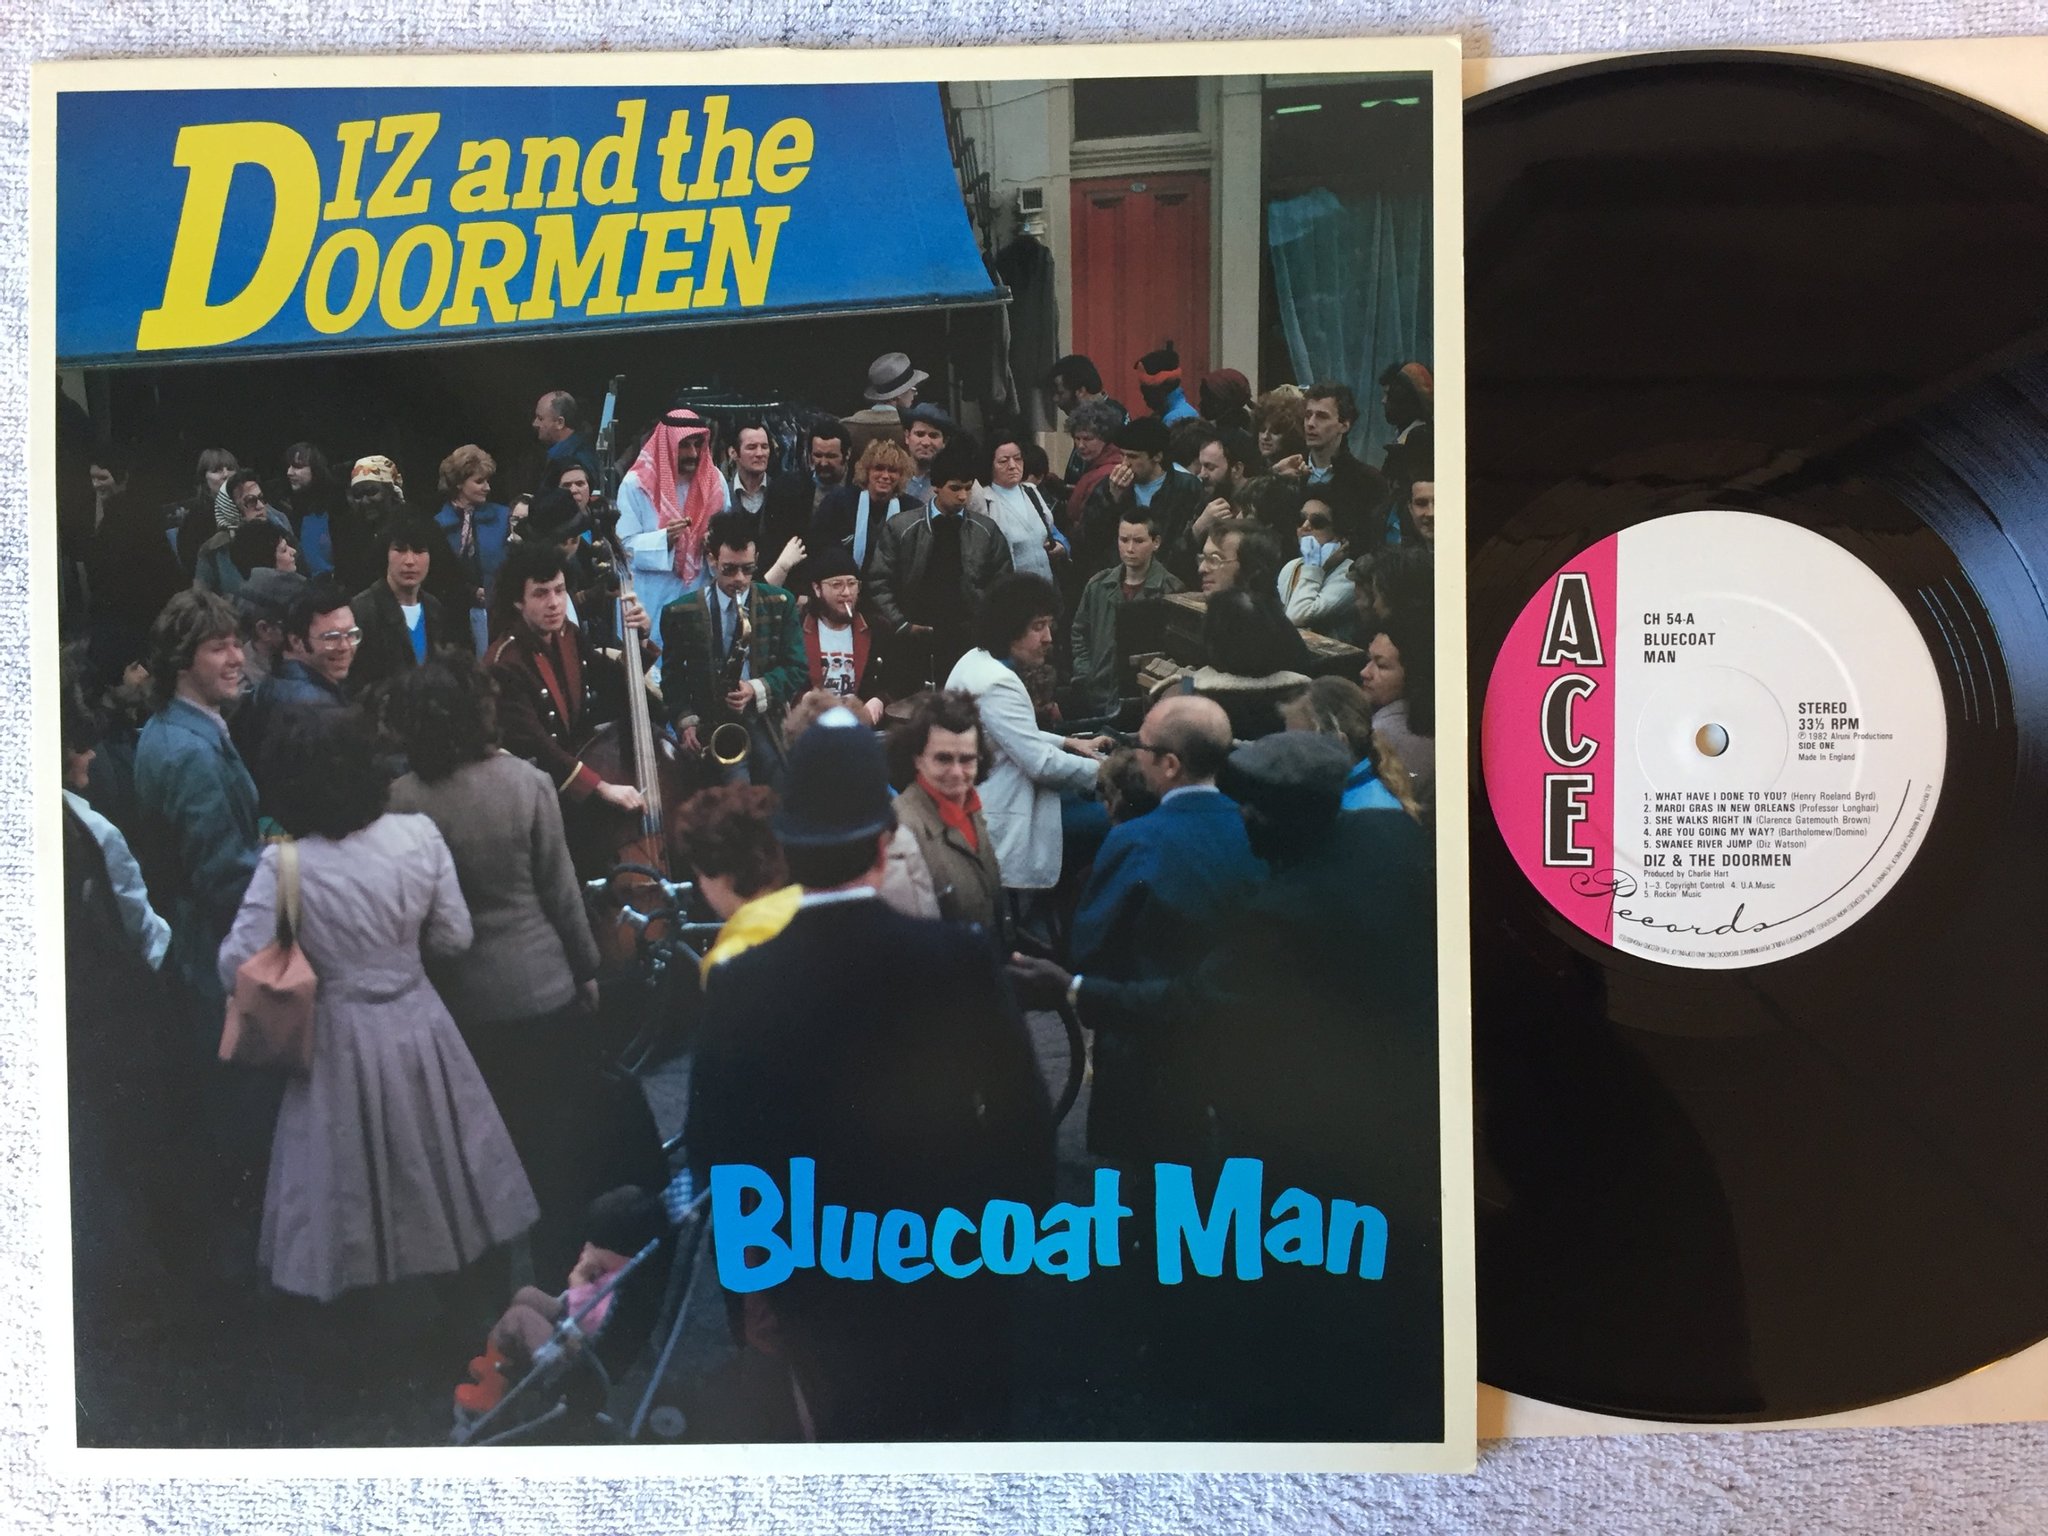 DIZ and the
DOORMEN
Bluecoat Man
ACE
Records
CH 54-A
BLUECOAT
MAN
STEREO
33⅓ RPM
℗ 1982 Alruni Productions
SIDE ONE
Made in England
1. WHAT HAVE I DONE TO YOU? (Henry Roeland Byrd)
2. MARDI GRAS IN NEW ORLEANS (Professor Longhair)
3. SHE WALKS RIGHT IN (Clarence Gatemouth Brown)
4. ARE YOU GOING MY WAY? (Bartholomew/Domino)
5. SWANEE RIVER JUMP (Diz Watson)
DIZ & THE DOORMEN
Produced by Charlie Hart
1—3. Copyright Control 4. U.A.Music
5. Rockin' Music